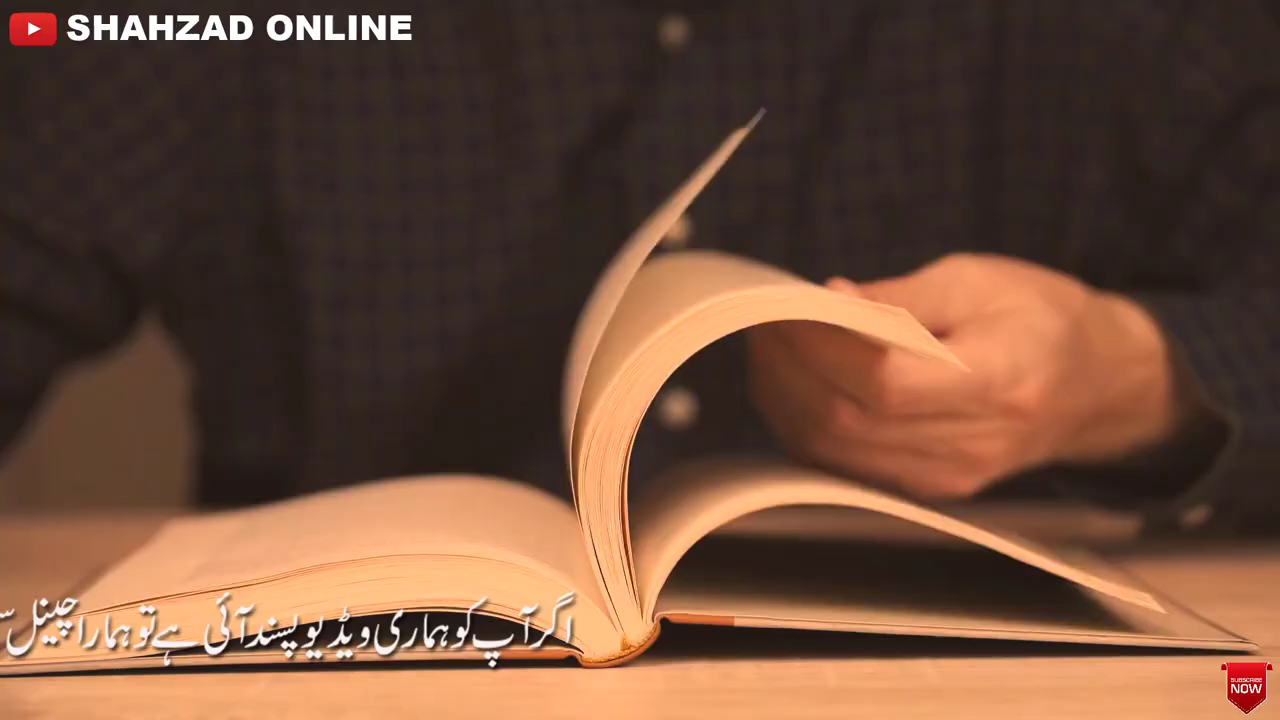 SHAHZAD ONLINE
اگر آپ کو ہماری ویڈیو پسند آئی ہے تو ہمارا چینل
SUBSCRIBE
NOW